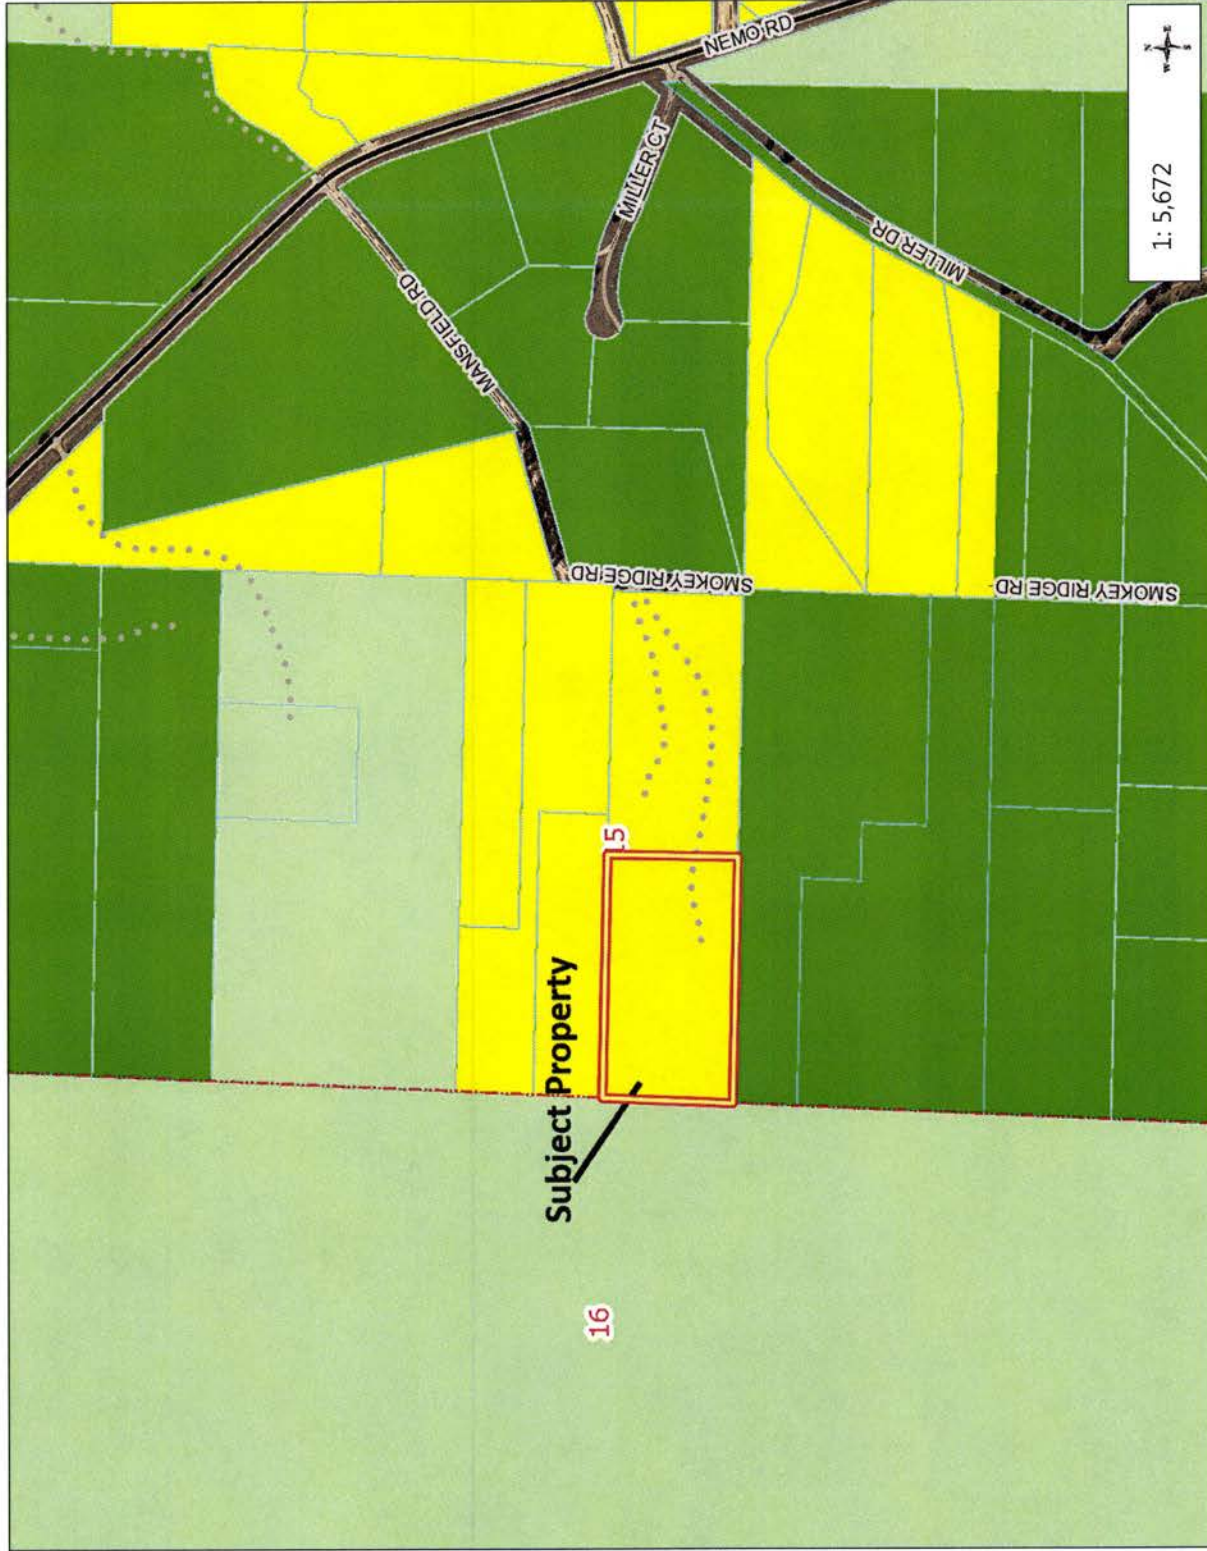 NEMO RD
MILLER CT
MANSFIELD RD
MILLER DR
SMOKEY RIDGE RD
SMOKEY RIDGE RD
15
Subject Property
16
1: 5,672
N
W
E
S